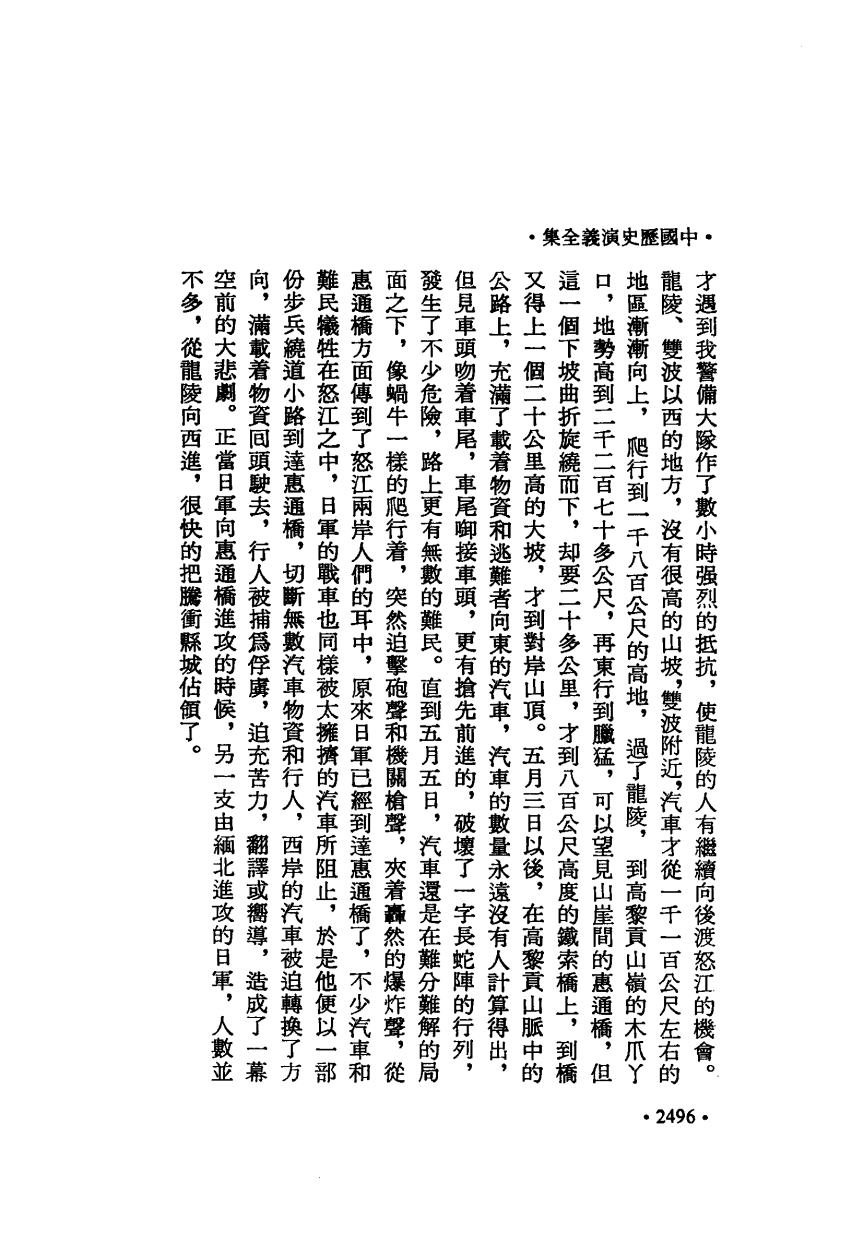 •中國歷史演義全集•
才遇到我警備大隊作了數小時强烈的抵抗，使龍陵的人有繼續向後渡怒江的機會。
龍陵、雙波以西的地方，沒有很高的山坡，雙波附近，汽車才從一千一百公尺左右的
地區漸漸向上，爬行到一千八百公尺的高地，過了龍陵，到高黎貢山嶺的木爪丫
口，地勢高到二千二百七十多公尺，再東行到臘猛，可以望見山崖間的惠通橋，但
這一個下坡曲折旋繞而下，却要二十多公里，才到八百公尺高度的鐵索橋上，到橋
又得上一個二十公里高的大坡，才到對岸山頂。五月三日以後，在高黎貢山脈中的
公路上，充滿了載着物資和逃難者向東的汽車，汽車的數量永遠沒有人計算得出，
但見車頭吻着車尾，車尾啣接車頭，更有搶先前進的，破壞了一字長蛇陣的行列，
發生了不少危險，路上更有無數的難民。直到五月五日，汽車還是在難分難解的局
面之下，像蝸牛一樣的爬行着，突然迫擊砲聲和機關槍聲，夾着轟然的爆炸聲，從
惠通橋方面傳到了怒江兩岸人們的耳中，原來日軍已經到達惠通橋了，不少汽車和
難民犧牲在怒江之中，日軍的戰車也同樣被太擁擠的汽車所阻止，於是他便以一部
份步兵繞道小路到達惠通橋，切斷無數汽車物資和行人，西岸的汽車被迫轉換了方
向，滿載着物資囘頭駛去，行人被捕爲俘虜，迫充苦力，翻譯或嚮導，造成了一幕
空前的大悲劇。正當日軍向惠通橋進攻的時候，另一支由緬北進攻的日軍，人數並
不多，從龍陵向西進，很快的把騰衝縣城佔領了。
•2496•